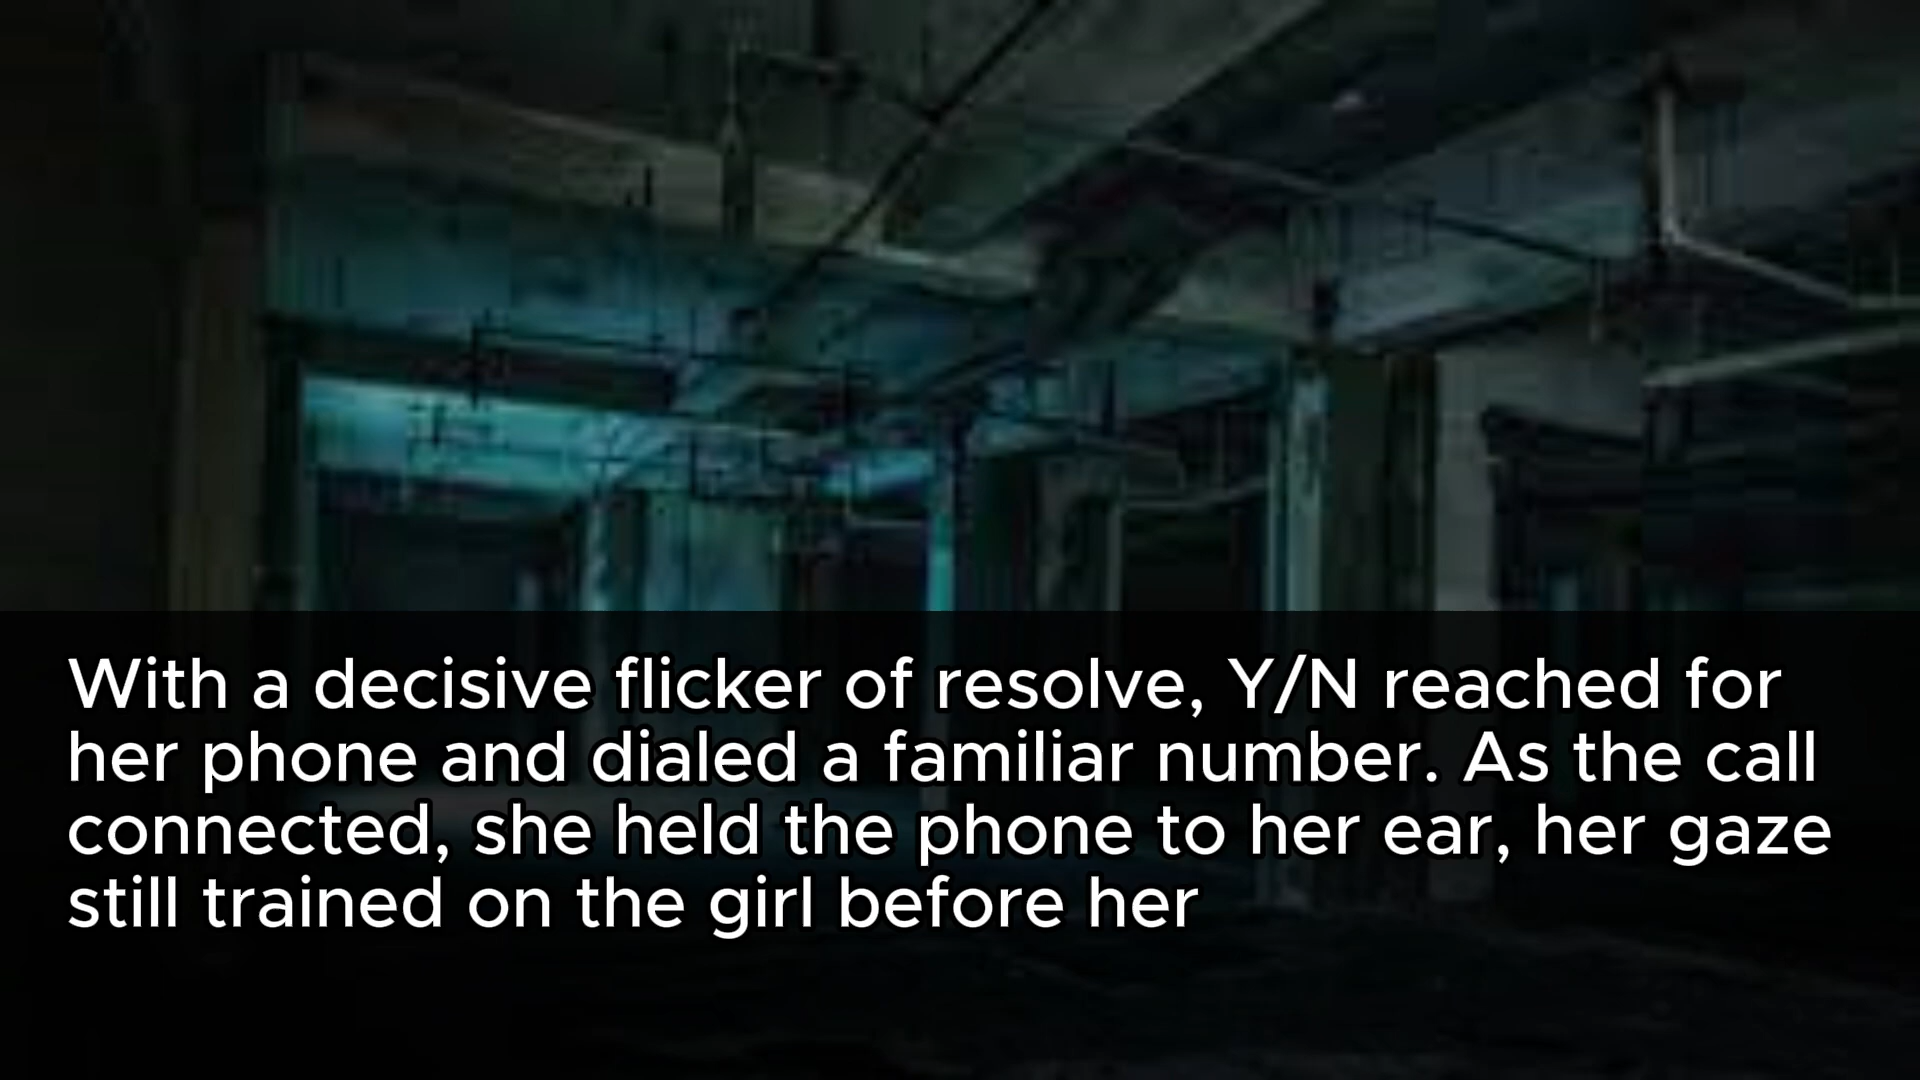 With a decisive flicker of resolve, Y/N reached for
her phone and dialed a familiar number. As the call
connected, she held the phone to her ear, her gaze
still trained on the girl before her